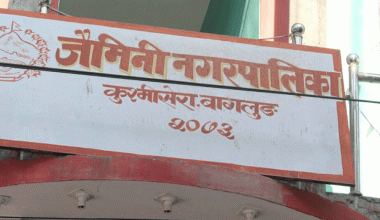 जैमिनी नगरपालिका
कुश्मीसेरा, बागलुङ
२०७३